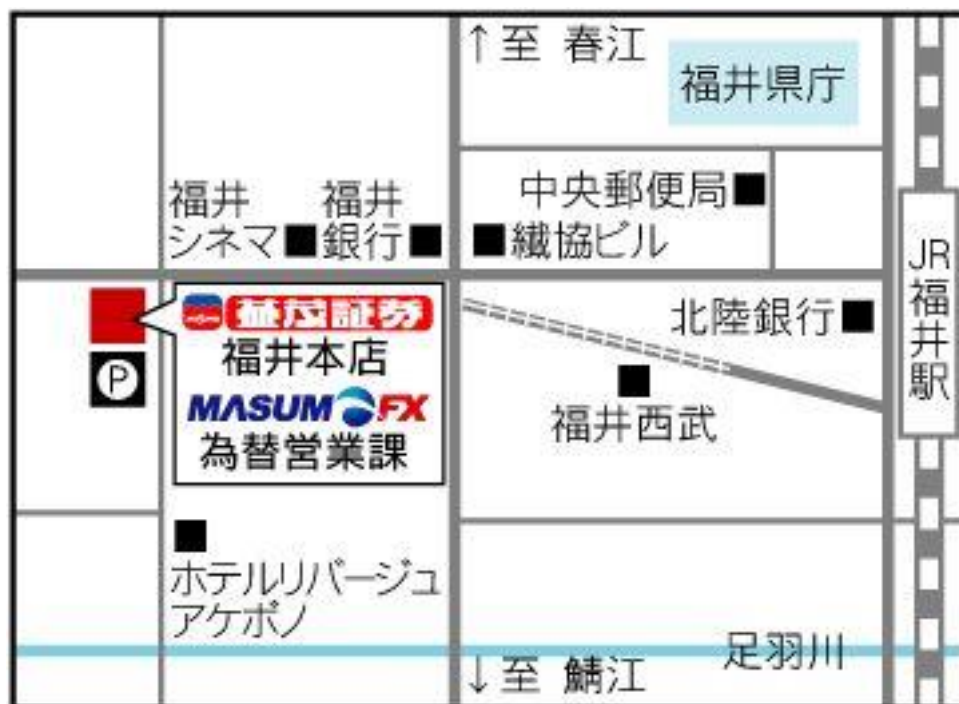 ↑至 春江
福井県庁
中央郵便局
福井
シネマ
福井
銀行
繊協ビル
JR福井駅
益茂証券
福井本店
MASUMO FX
為替営業課
P
北陸銀行
福井西武
ホテルリバージュ
アケボノ
足羽川
↓至 鯖江